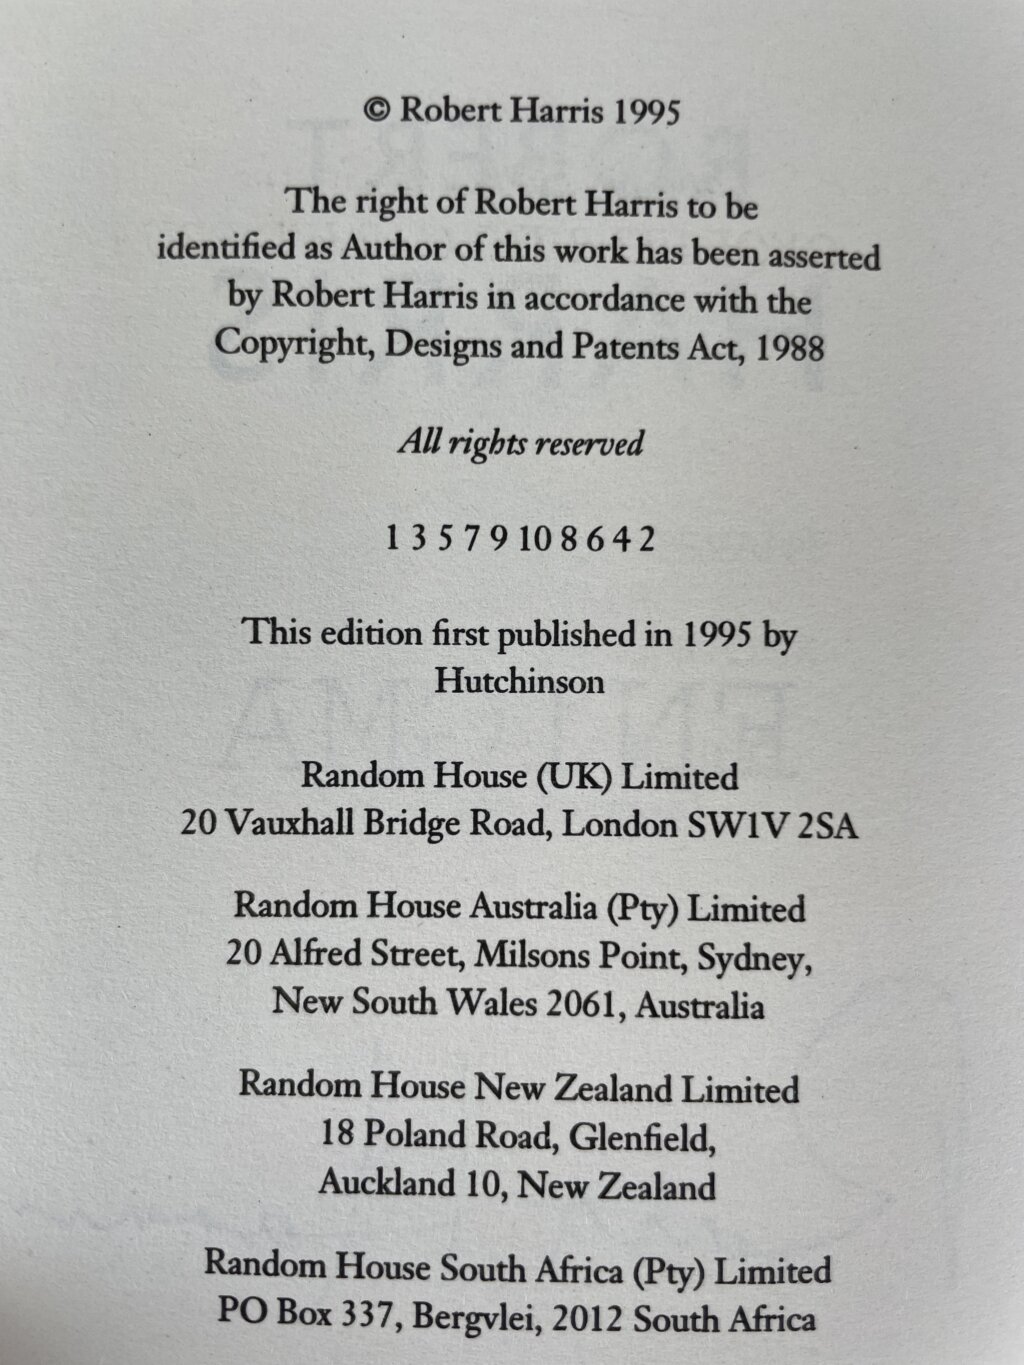 © Robert Harris 1995
The right of Robert Harris to be
identified as Author of this work has been asserted
by Robert Harris in accordance with the
Copyright, Designs and Patents Act, 1988
All rights reserved
1 3 5 7 9 10 8 6 4 2
This edition first published in 1995 by
Hutchinson
Random House (UK) Limited
20 Vauxhall Bridge Road, London SW1V 2SA
Random House Australia (Pty) Limited
20 Alfred Street, Milsons Point, Sydney,
New South Wales 2061, Australia
Random House New Zealand Limited
18 Poland Road, Glenfield,
Auckland 10, New Zealand
Random House South Africa (Pty) Limited
PO Box 337, Bergvlei, 2012 South Africa